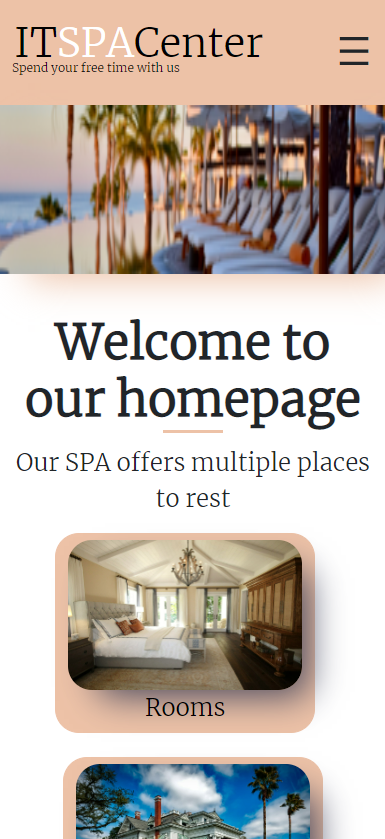 ITSPACenter
Spend your free time with us
Welcome to
our homepage
Our SPA offers multiple places
to rest
Rooms